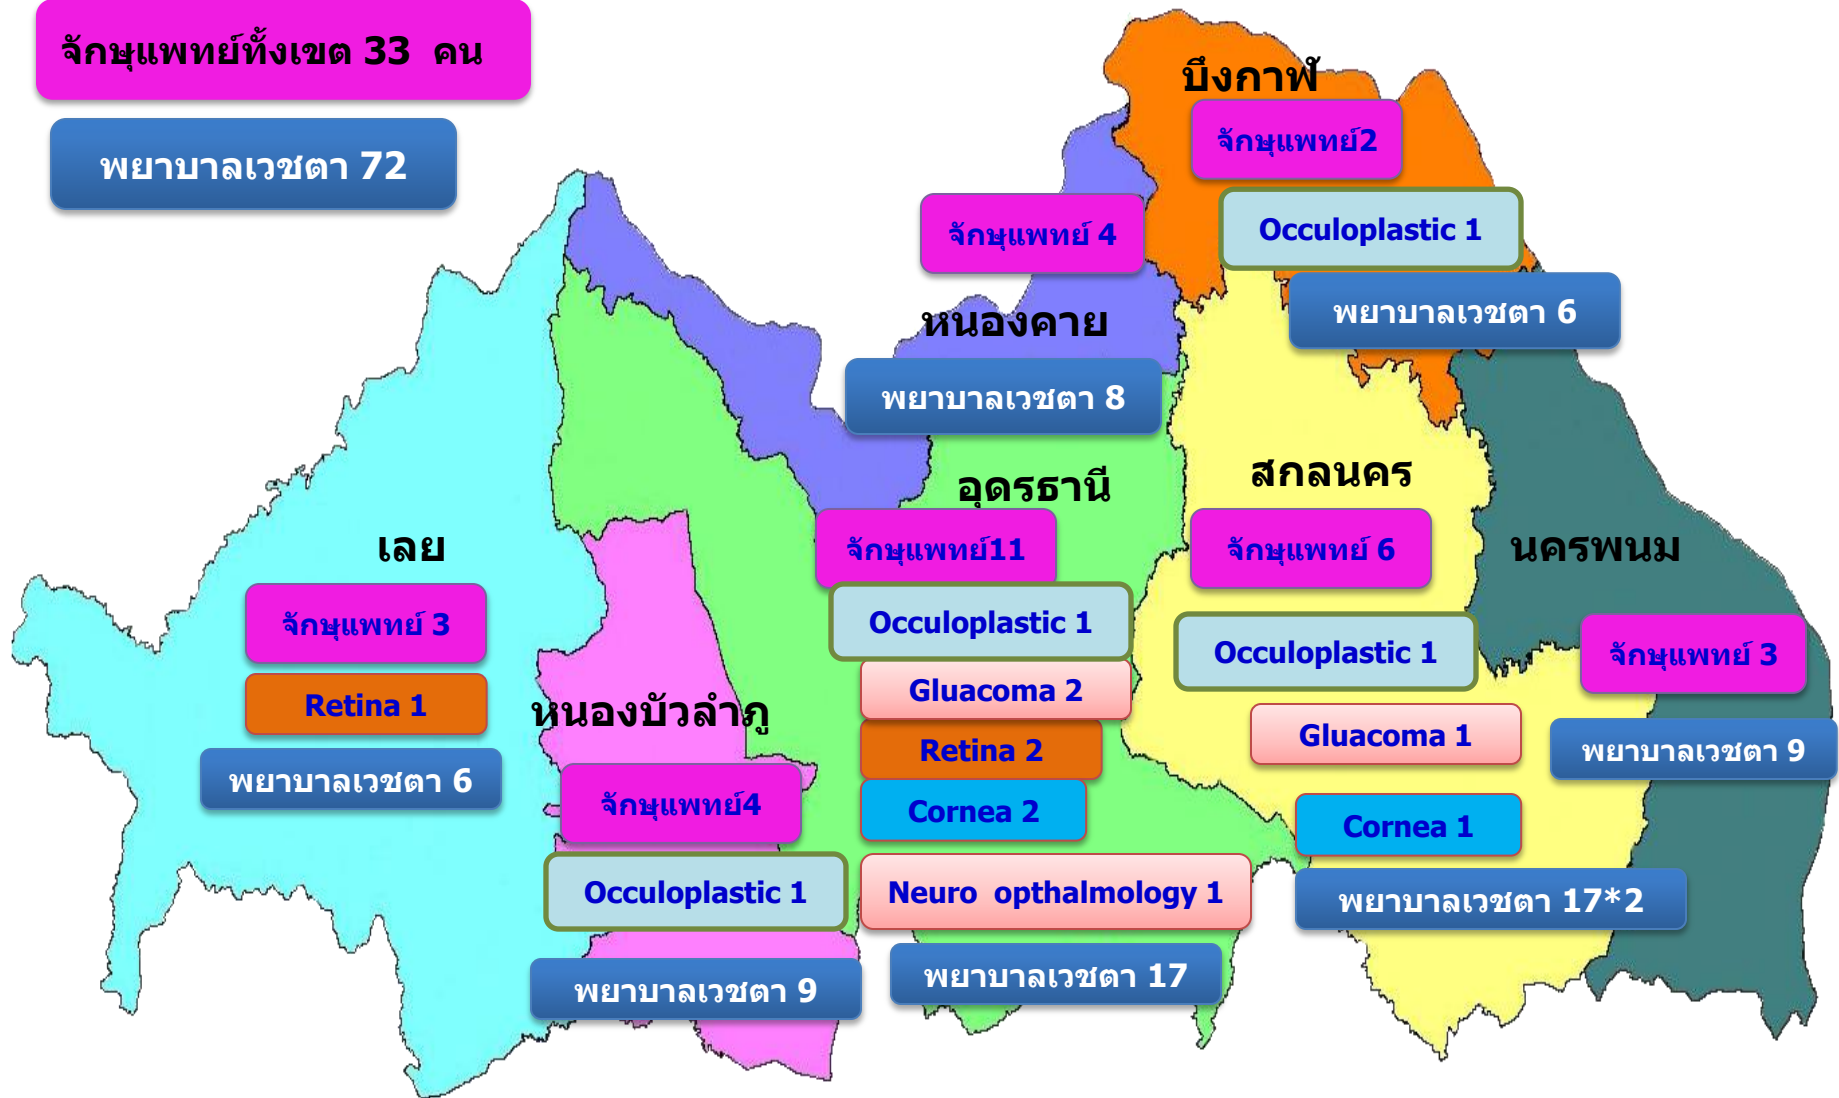 จักษุแพทย์ทั้งเขต 33 คน
พยาบาลเวชตา 72
บึงกาฬ
จักษุแพทย์2
Occuloplastic 1
พยาบาลเวชตา 6
จักษุแพทย์ 4
หนองคาย
พยาบาลเวชตา 8
อุดรธานี
จักษุแพทย์11
Occuloplastic 1
Gluacoma 2
Retina 2
Cornea 2
Neuro opthalmology 1
พยาบาลเวชตา 17
สกลนคร
จักษุแพทย์ 6
Occuloplastic 1
Gluacoma 1
Cornea 1
พยาบาลเวชตา 17*2
นครพนม
จักษุแพทย์ 3
พยาบาลเวชตา 9
เลย
จักษุแพทย์ 3
Retina 1
พยาบาลเวชตา 6
หนองบัวลำภู
จักษุแพทย์4
Occuloplastic 1
พยาบาลเวชตา 9